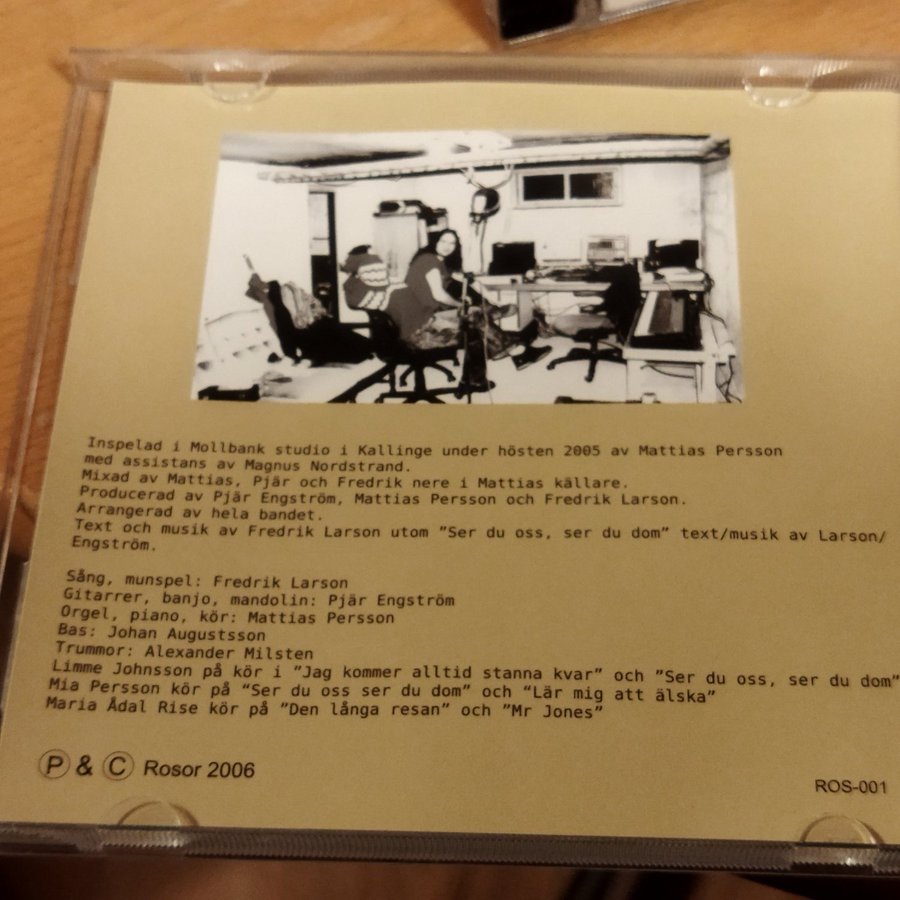 Inspelad i Mollbank studio i Kallinge under hösten 2005 av Mattias Persson
med assistans av Magnus Nordstrand.
Mixad av Mattias, Pjär och Fredrik nere i Mattias källare.
Producerad av Pjär Engström, Mattias Persson och Fredrik Larson.
Arrangerad av hela bandet.
Text och musik av Fredrik Larson utom ”Ser du oss, ser du dom” text/musik av Larson/
Engström.
Sång, munspel: Fredrik Larson
Gitarrer, banjo, mandolin: Pjär Engström
Orgel, piano, kör: Mattias Persson
Bas: Johan Augustsson
Trummor: Alexander Milsten
Limme Johnsson på kör i ”Jag kommer alltid stanna kvar” och ”Ser du oss, ser du dom”
Mia Persson kör på ”Ser du oss ser du dom” och ”Lär mig att älska”
Maria Ådal Rise kör på ”Den långa resan” och ”Mr Jones”
Ⓟ & Ⓒ Rosor 2006
ROS-001